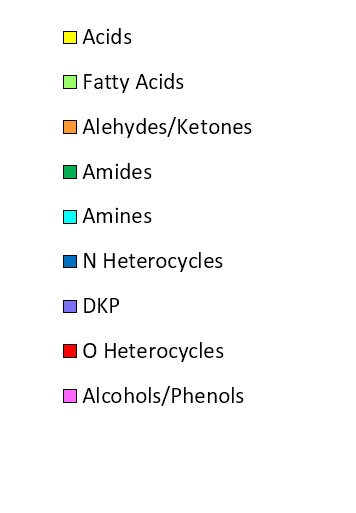 Acids
Fatty Acids
Alehydes/Ketones
Amides
Amines
N Heterocycles
DKP
O Heterocycles
Alcohols/Phenols